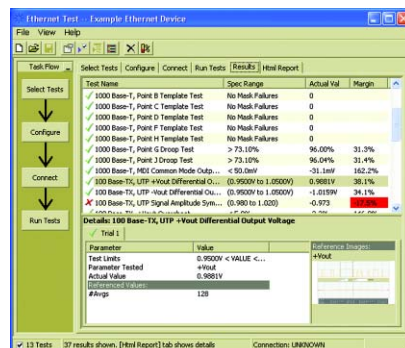 Ethernet Test -- Example Ethernet Device
File View Help
Task Flow
Select Tests
Configure
Connect
Run Tests
Select Tests Configure Connect Run Tests Results Html Report
Test Name Spec Range Actual Val Margin
1000 Base-T, Point B Template Test No Mask Failures 0
1000 Base-T, Point C Template Test No Mask Failures 0
1000 Base-T, Point D Template Test No Mask Failures 0
1000 Base-T, Point F Template Test No Mask Failures 0
1000 Base-T, Point H Template Test No Mask Failures 0
1000 Base-T, Point G Droop Test > 73.10% 96.00% 31.3%
1000 Base-T, Point J Droop Test > 73.10% 96.04% 31.4%
1000 Base-T, MDI Common Mode Outp... < 50.0mV -31.1mV 162.2%
100 Base-TX, UTP +Vout Differential O... (0.9500V to 1.0500V) 0.9881V 38.1%
100 Base-TX, UTP -Vout Differential Ou... (0.9500V to 1.0500V) -1.0159V 34.1%
100 Base-TX, UTP Signal Amplitude Sym... (0.980 to 1.020) -0.973
Details: 100 Base-TX, UTP +Vout Differential Output Voltage
Trial 1
Parameter Value
Test Limits 0.9500V < VALUE <...
Parameter Tested +Vout
Actual Value 0.9881V
Referenced Values:
#Avgs 128
Reference Images:
+Vout
13 Tests 37 results shown. [Html Report] tab shows details Connection: UNKNOWN